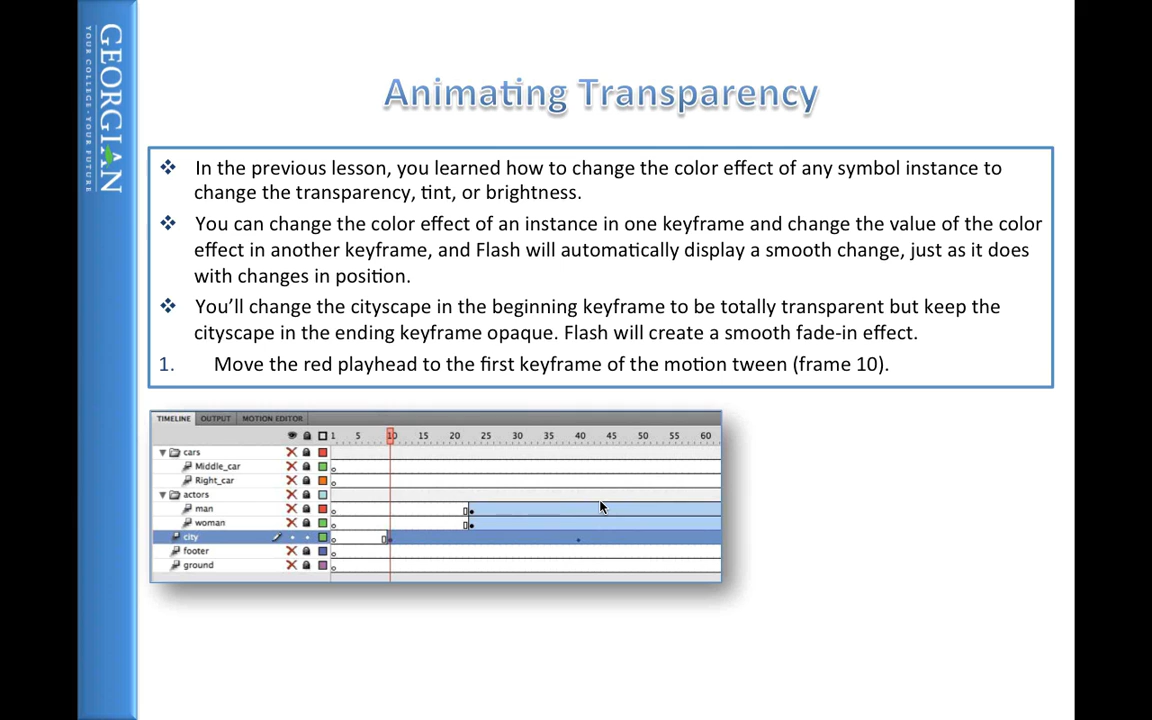 GEORGIAN
YOUR COLLEGE · YOUR FUTURE
Animating Transparency
In the previous lesson, you learned how to change the color effect of any symbol instance to
change the transparency, tint, or brightness.
You can change the color effect of an instance in one keyframe and change the value of the color
effect in another keyframe, and Flash will automatically display a smooth change, just as it does
with changes in position.
You’ll change the cityscape in the beginning keyframe to be totally transparent but keep the
cityscape in the ending keyframe opaque. Flash will create a smooth fade-in effect.
1. Move the red playhead to the first keyframe of the motion tween (frame 10).
TIMELINE OUTPUT MOTION EDITOR
1 5 10 15 20 25 30 35 40 45 50 55 60
cars
Middle_car
Right_car
actors
man
woman
city
footer
ground